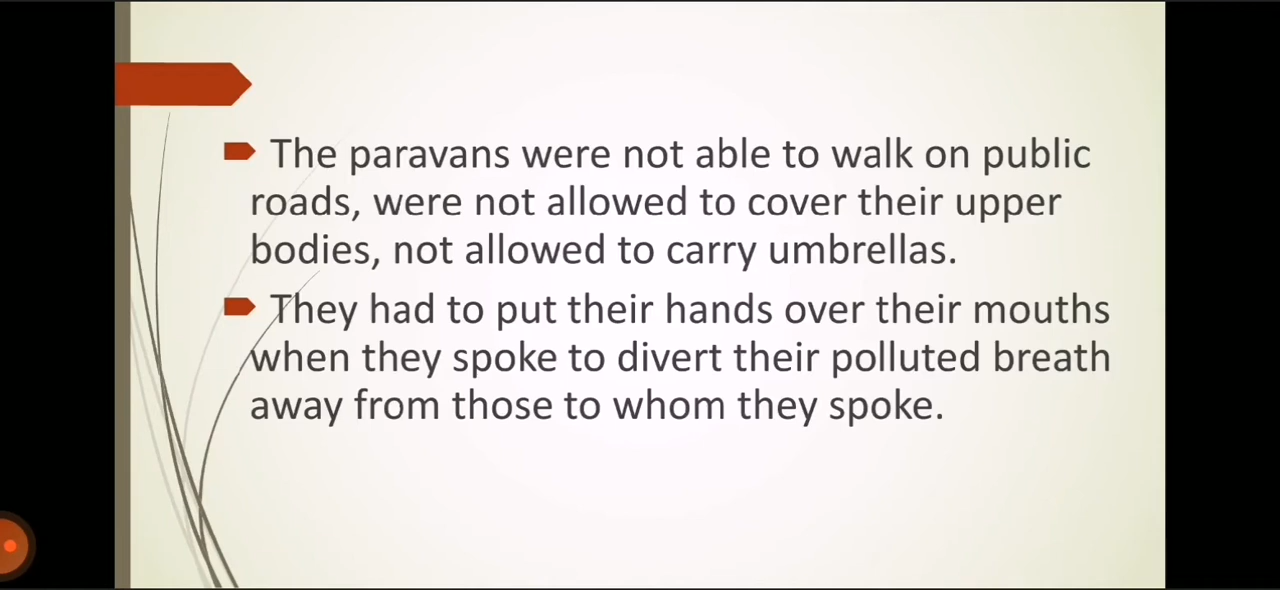 The paravans were not able to walk on public
roads, were not allowed to cover their upper
bodies, not allowed to carry umbrellas.
They had to put their hands over their mouths
when they spoke to divert their polluted breath
away from those to whom they spoke.